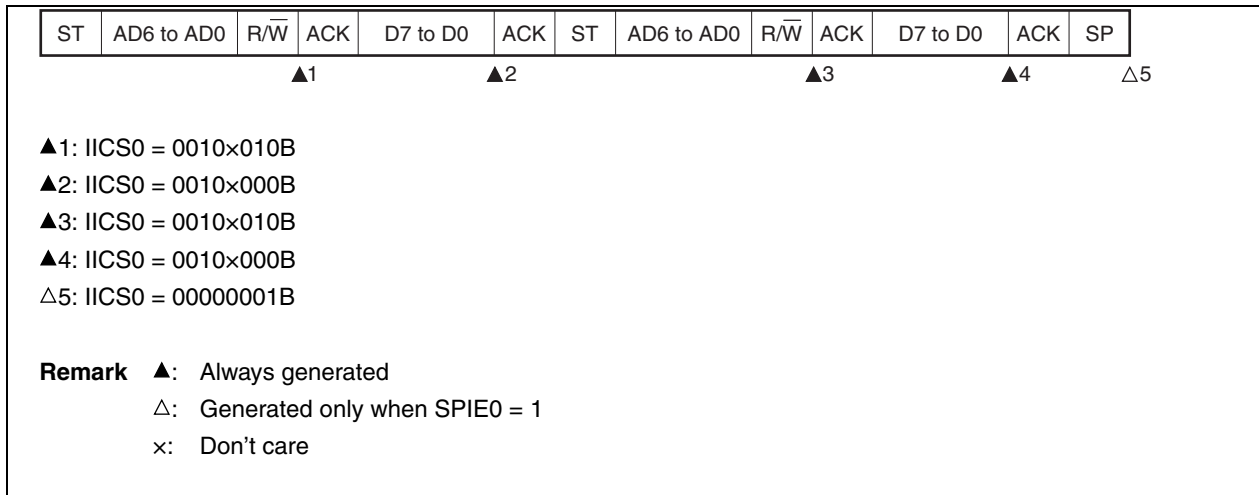 ST AD6 to AD0 R/W̅ ACK D7 to D0 ACK ST AD6 to AD0 R/W̅ ACK D7 to D0 ACK SP
▲1 ▲2 ▲3 ▲4 △5
▲1: IICS0 = 0010×010B
▲2: IICS0 = 0010×000B
▲3: IICS0 = 0010×010B
▲4: IICS0 = 0010×000B
△5: IICS0 = 00000001B
Remark ▲: Always generated
△: Generated only when SPIE0 = 1
×: Don't care